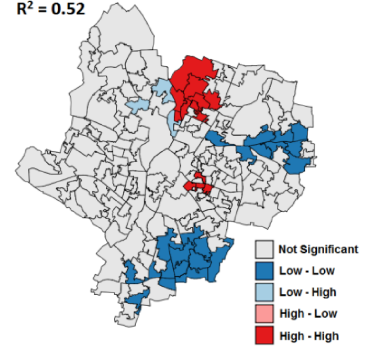 R² = 0.52
Not Significant
Low - Low
Low - High
High - Low
High - High